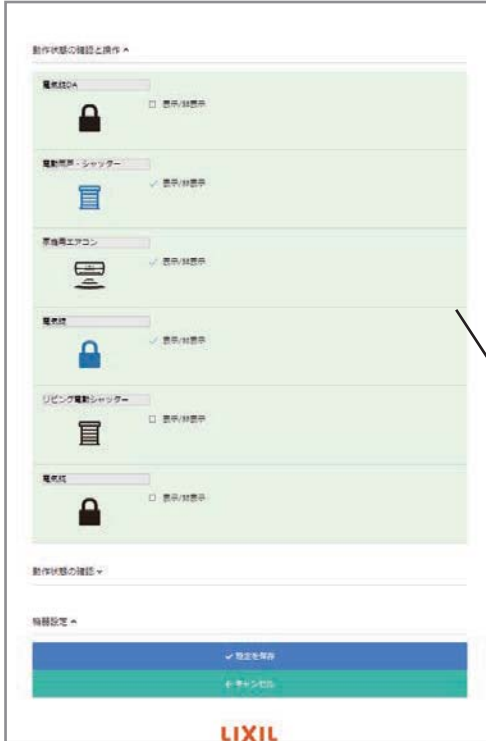 動作状態の確認と操作
電気錠DA
表示/非表示
電動雨戸・シャッター
表示/非表示
家庭用エアコン
表示/非表示
電気錠
表示/非表示
リビング電動シャッター
表示/非表示
電気錠
表示/非表示
動作状態の確認
機器設定
設定を保存
キャンセル
LIXIL